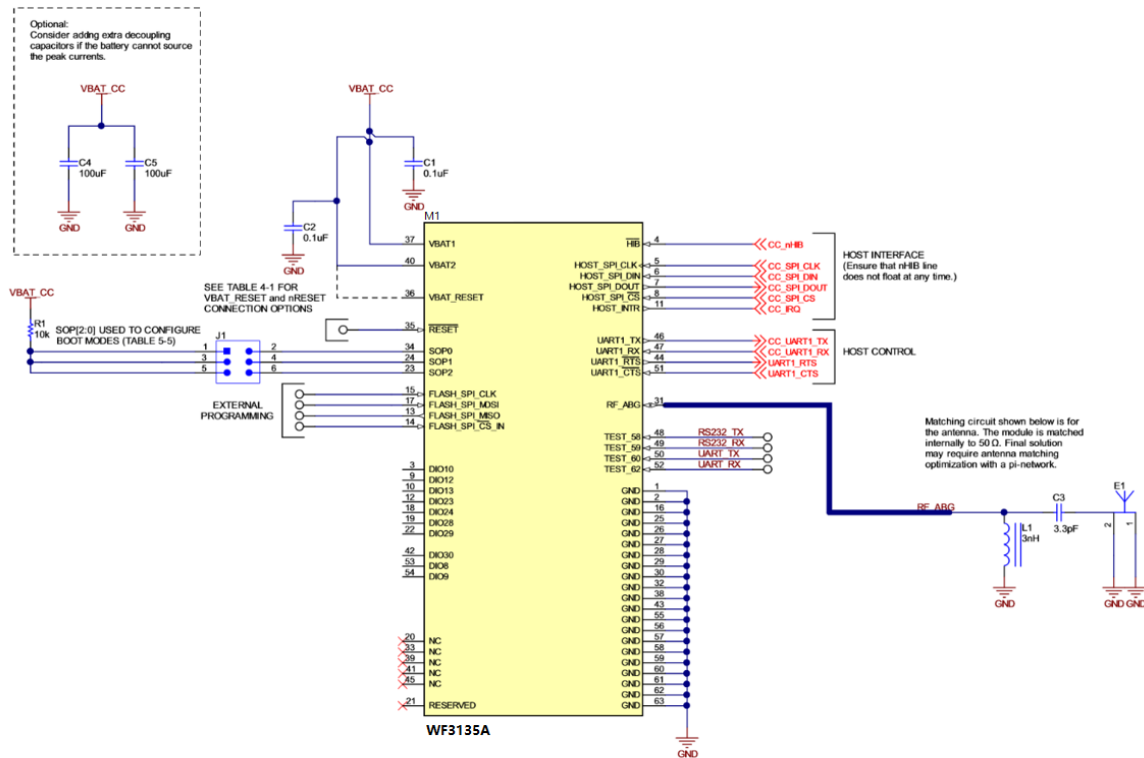 Optional:
Consider adding extra decoupling
capacitors if the battery cannot source
the peak currents.
VBAT_CC
C4
100uF
C5
100uF
GND
GND
VBAT_CC
C1
0.1uF
GND
C2
0.1uF
GND
M1
SEE TABLE 4-1 FOR
VBAT_RESET and nRESET
CONNECTION OPTIONS
VBAT_CC
R1
10k
SOP[2:0] USED TO CONFIGURE
BOOT MODES (TABLE 5-5)
J1
1 2
3 4
5 6
EXTERNAL
PROGRAMMING
37 VBAT1
40 VBAT2
36 VBAT_RESET
35 RESET
34 SOP0
24 SOP1
23 SOP2
15 FLASH_SPI_CLK
17 FLASH_SPI_MOSI
13 FLASH_SPI_MISO
14 FLASH_SPI_CS_IN
3 DIO10
9 DIO12
10 DIO13
12 DIO23
18 DIO24
19 DIO28
22 DIO29
42 DIO30
53 DIO8
54 DIO9
20 NC
33 NC
39 NC
41 NC
45 NC
21 RESERVED
WF3135A
HIB 4 CC_nHIB
HOST_SPI_CLK 5 CC_SPI_CLK
HOST_SPI_DIN 6 CC_SPI_DIN
HOST_SPI_DOUT 7 CC_SPI_DOUT
HOST_SPI_CS 8 CC_SPI_CS
HOST_INTR 11 CC_IRQ
HOST INTERFACE
(Ensure that nHIB line
does not float at any time.)
UART1_TX 46 CC_UART1_TX
UART1_RX 47 CC_UART1_RX
UART1_RTS 44 UART1_RTS
UART1_CTS 51 UART1_CTS
HOST CONTROL
RF_ABG 31
TEST_58 48 RS232_TX
TEST_59 49 RS232_RX
TEST_60 50 UART_TX
TEST_62 52 UART_RX
GND 1
GND 2
GND 16
GND 25
GND 26
GND 27
GND 28
GND 29
GND 30
GND 32
GND 38
GND 43
GND 55
GND 56
GND 57
GND 58
GND 59
GND 60
GND 61
GND 62
GND 63
GND
Matching circuit shown below is for
the antenna. The module is matched
internally to 50 Ω. Final solution
may require antenna matching
optimization with a pi-network.
RF_ABG
L1
3nH
GND
C3
3.3pF
E1
2 1
GND GND